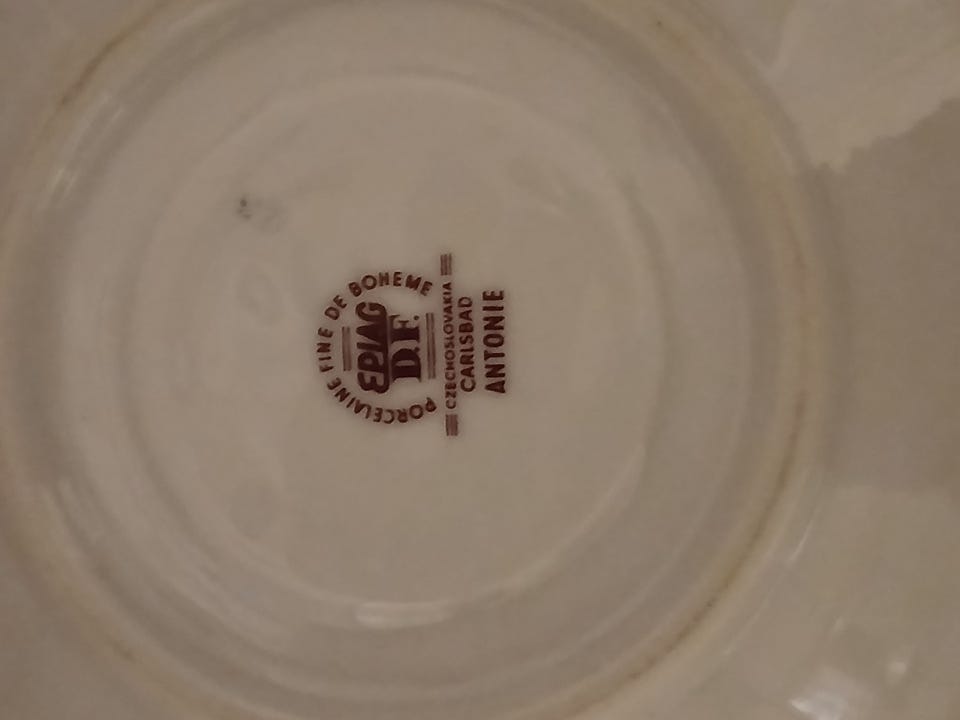 PORCELAINE FINE DE BOHEME
EPIAG
D.F.
CZECHOSLOVAKIA
CARLSBAD
ANTONIE